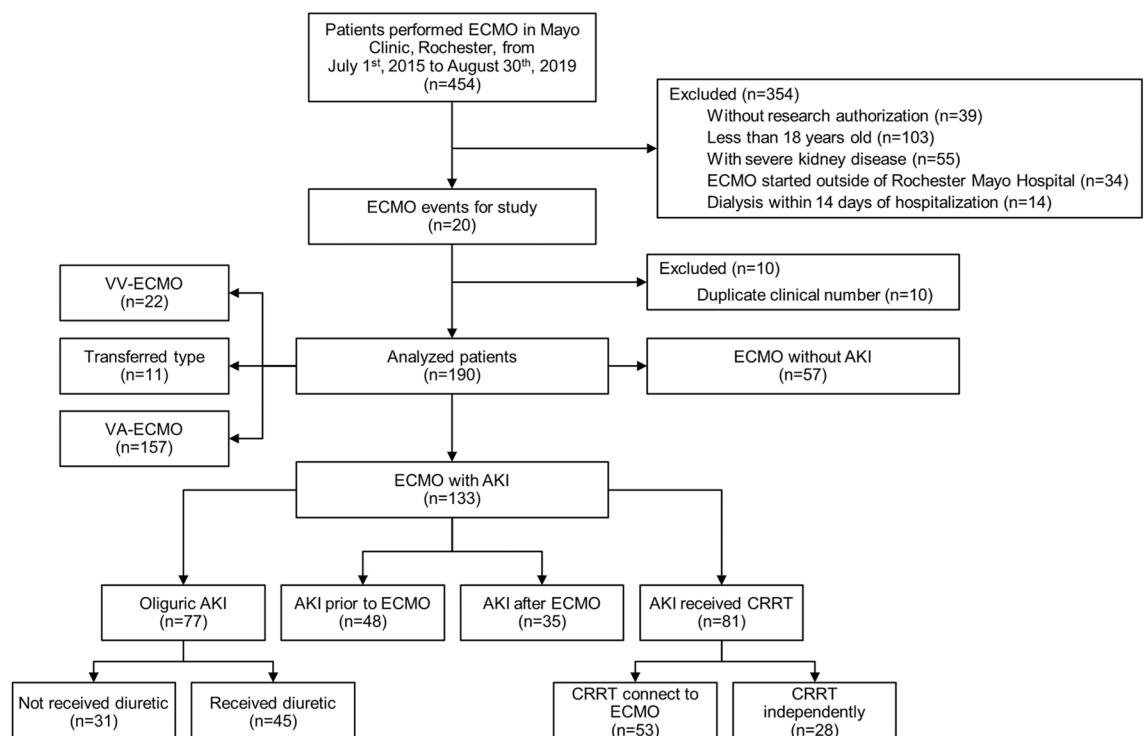 Patients performed ECMO in Mayo
Clinic, Rochester, from
July 1st, 2015 to August 30th, 2019
(n=454)
Excluded (n=354)
Without research authorization (n=39)
Less than 18 years old (n=103)
With severe kidney disease (n=55)
ECMO started outside of Rochester Mayo Hospital (n=34)
Dialysis within 14 days of hospitalization (n=14)
ECMO events for study
(n=20)
Excluded (n=10)
Duplicate clinical number (n=10)
VV-ECMO
(n=22)
Transferred type
(n=11)
VA-ECMO
(n=157)
Analyzed patients
(n=190)
ECMO without AKI
(n=57)
ECMO with AKI
(n=133)
Oliguric AKI
(n=77)
AKI prior to ECMO
(n=48)
AKI after ECMO
(n=35)
AKI received CRRT
(n=81)
Not received diuretic
(n=31)
Received diuretic
(n=45)
CRRT connect to
ECMO
(n=53)
CRRT
independently
(n=28)